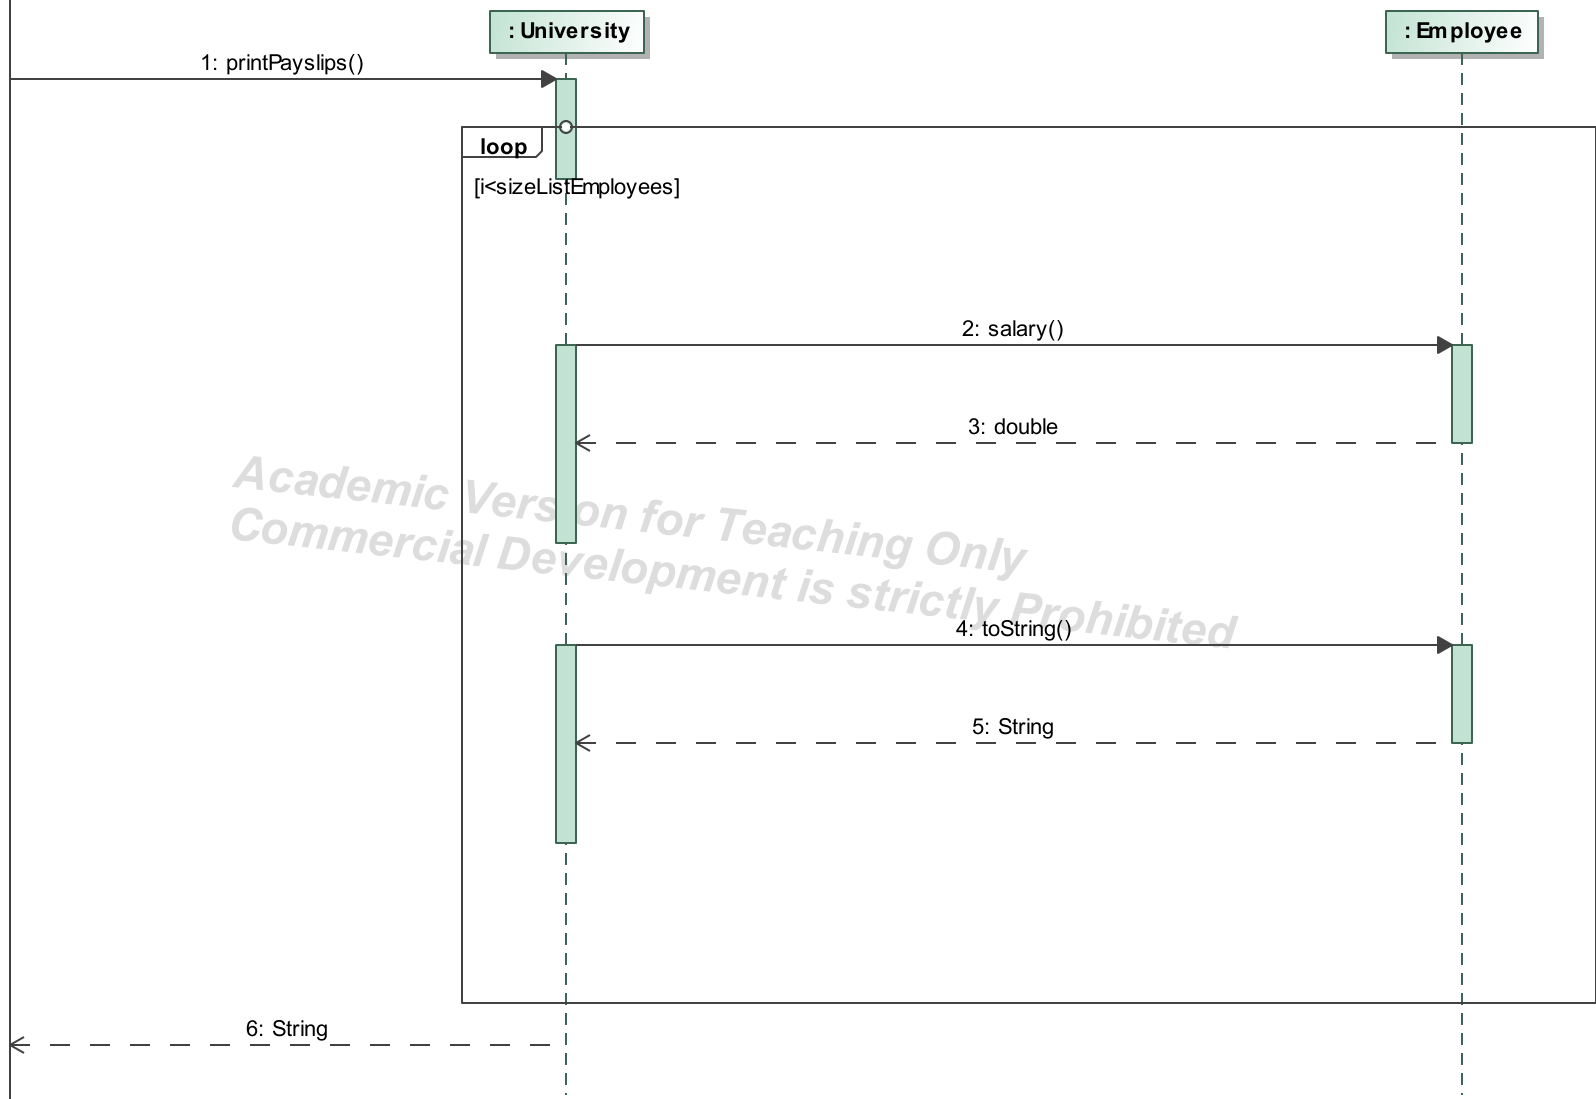 : University
: Employee
1: printPayslips()
loop
[i<sizeListEmployees]
2: salary()
3: double
Academic Version for Teaching Only
Commercial Development is strictly Prohibited
4: toString()
5: String
6: String